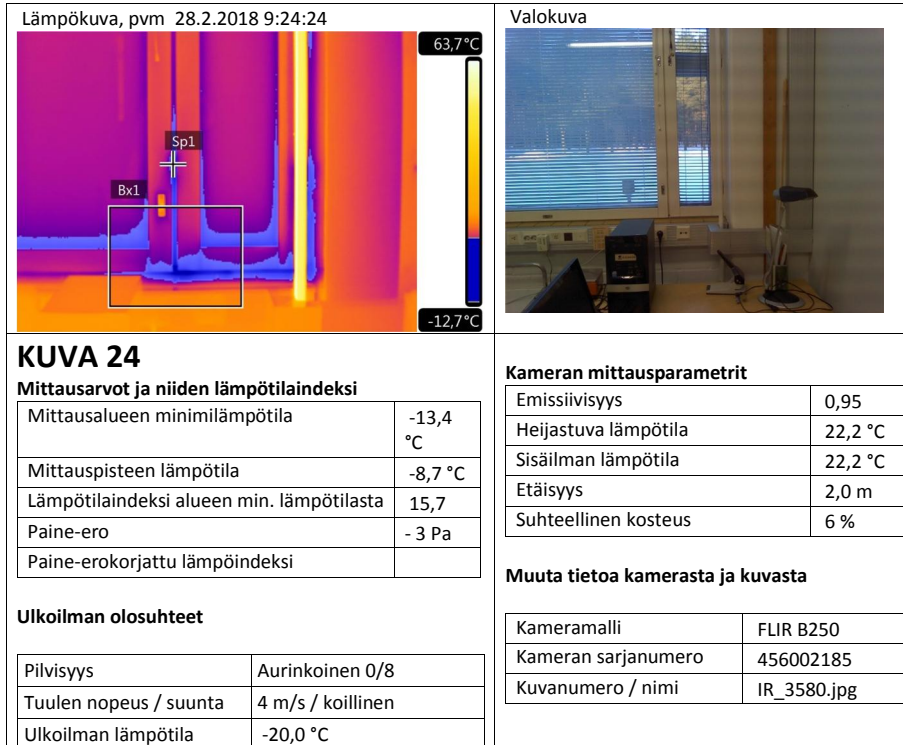 Lämpökuva, pvm 28.2.2018 9:24:24
63,7°C
Sp1
Bx1
-12,7°C
KUVA 24
Mittausarvot ja niiden lämpötilaindeksi
Mittausalueen minimilämpötila -13,4
°C
Mittauspisteen lämpötila -8,7 °C
Lämpötilaindeksi alueen min. lämpötilasta 15,7
Paine-ero - 3 Pa
Paine-erokorjattu lämpöindeksi
Ulkoilman olosuhteet
Pilvisyys Aurinkoinen 0/8
Tuulen nopeus / suunta 4 m/s / koillinen
Ulkoilman lämpötila -20,0 °C
Valokuva
Kameran mittausparametrit
Emissiivisyys 0,95
Heijastuva lämpötila 22,2 °C
Sisäilman lämpötila 22,2 °C
Etäisyys 2,0 m
Suhteellinen kosteus 6 %
Muuta tietoa kamerasta ja kuvasta
Kameramalli FLIR B250
Kameran sarjanumero 456002185
Kuvanumero / nimi IR_3580.jpg